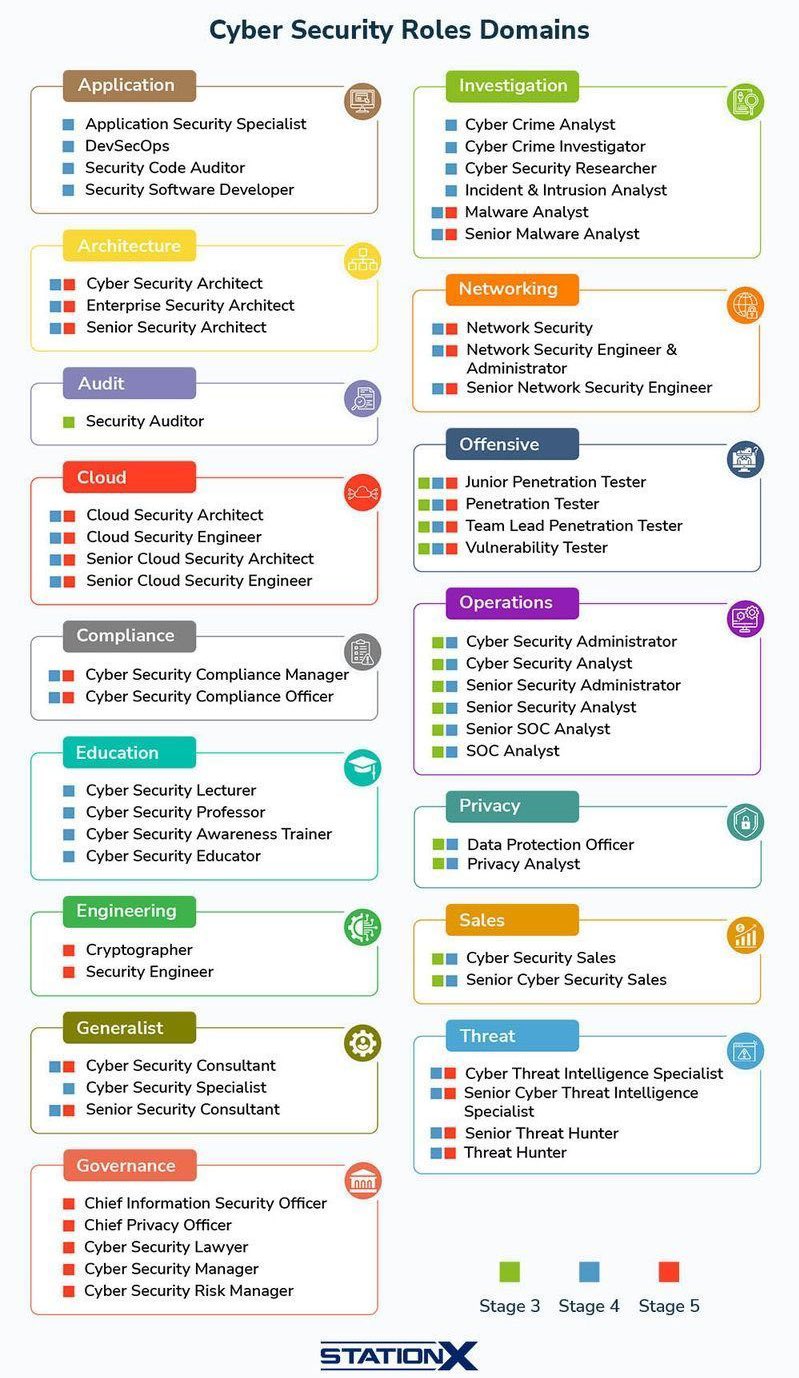 Cyber Security Roles Domains
Application
Application Security Specialist
DevSecOps
Security Code Auditor
Security Software Developer
Architecture
Cyber Security Architect
Enterprise Security Architect
Senior Security Architect
Audit
Security Auditor
Cloud
Cloud Security Architect
Cloud Security Engineer
Senior Cloud Security Architect
Senior Cloud Security Engineer
Compliance
Cyber Security Compliance Manager
Cyber Security Compliance Officer
Education
Cyber Security Lecturer
Cyber Security Professor
Cyber Security Awareness Trainer
Cyber Security Educator
Engineering
Cryptographer
Security Engineer
Generalist
Cyber Security Consultant
Cyber Security Specialist
Senior Security Consultant
Governance
Chief Information Security Officer
Chief Privacy Officer
Cyber Security Lawyer
Cyber Security Manager
Cyber Security Risk Manager
Investigation
Cyber Crime Analyst
Cyber Crime Investigator
Cyber Security Researcher
Incident & Intrusion Analyst
Malware Analyst
Senior Malware Analyst
Networking
Network Security
Network Security Engineer &
Administrator
Senior Network Security Engineer
Offensive
Junior Penetration Tester
Penetration Tester
Team Lead Penetration Tester
Vulnerability Tester
Operations
Cyber Security Administrator
Cyber Security Analyst
Senior Security Administrator
Senior Security Analyst
Senior SOC Analyst
SOC Analyst
Privacy
Data Protection Officer
Privacy Analyst
Sales
Cyber Security Sales
Senior Cyber Security Sales
Threat
Cyber Threat Intelligence Specialist
Senior Cyber Threat Intelligence
Specialist
Senior Threat Hunter
Threat Hunter
Stage 3 Stage 4 Stage 5
STATIONX